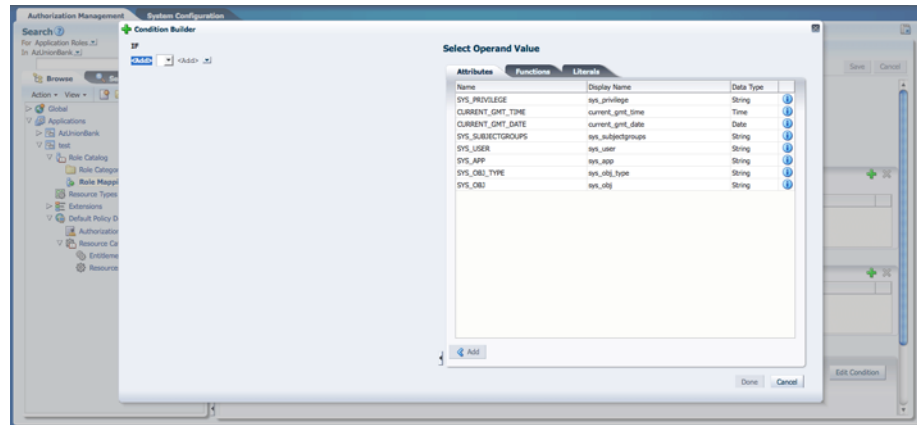 Authorization Management
System Configuration
Search
For Application Roles
In AzUnionBank
Browse
Action
View
Global
Applications
AzUnionBank
test
Role Catalog
Role Categor
Role Mappi
Resource Types
Extensions
Default Policy D
Authorization
Resource Ca
Entitleme
Resource
Condition Builder
IF
<Add> <Add>
Select Operand Value
Attributes Functions Literals
Name Display Name Data Type
SYS_PRIVILEGE sys_privilege String
CURRENT_GMT_TIME current_gmt_time Time
CURRENT_GMT_DATE current_gmt_date Date
SYS_SUBJECTGROUPS sys_subjectgroups String
SYS_USER sys_user String
SYS_APP sys_app String
SYS_OBJ_TYPE sys_obj_type String
SYS_OBJ sys_obj String
Add
Done Cancel
Save Cancel
Edit Condition